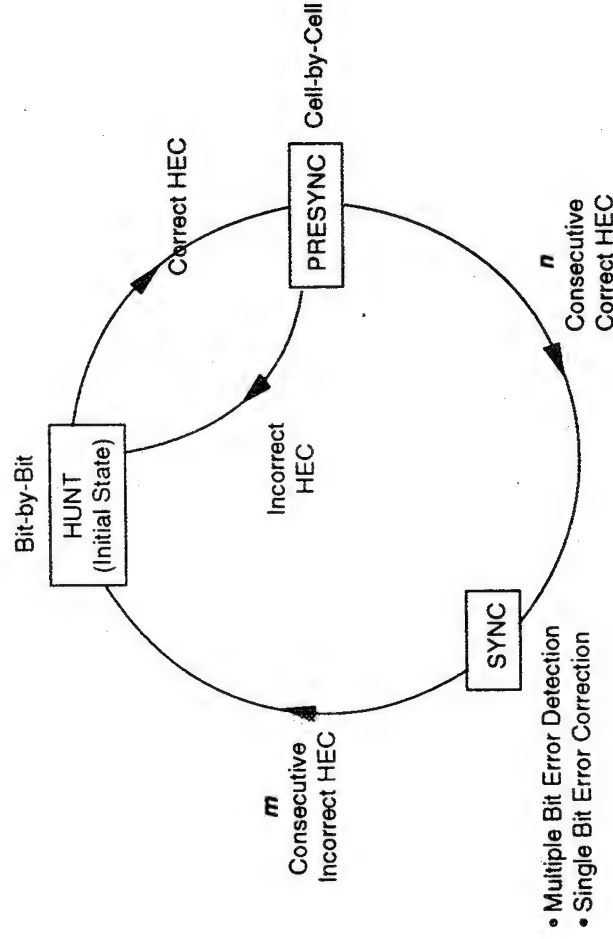 Bit-by-Bit
HUNT
(Initial State)
Correct HEC
PRESYNC
Cell-by-Cell
Incorrect
HEC
n
Consecutive
Correct HEC
SYNC
• Multiple Bit Error Detection
• Single Bit Error Correction
m
Consecutive
Incorrect HEC